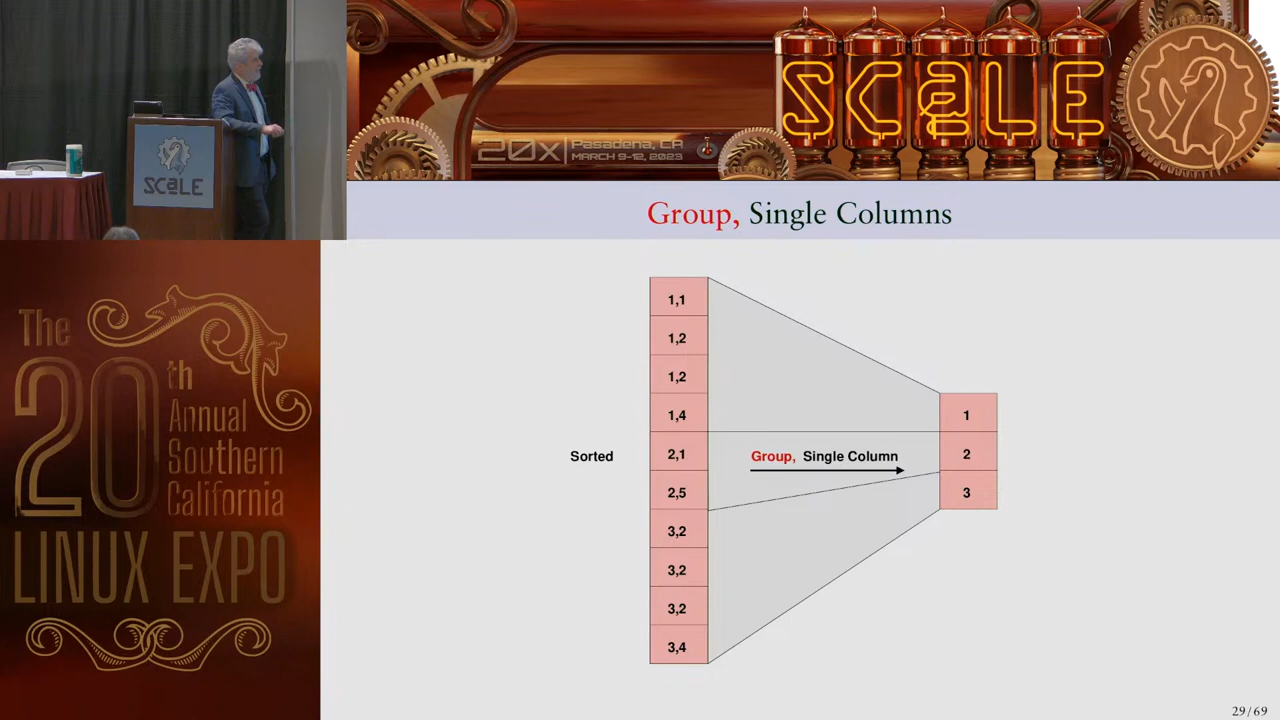 SCALE
20x
Pasadena, CA
MARCH 9-12, 2023
SCALE
Group, Single Columns
1,1
1,2
1,2
1,4
2,1
2,5
3,2
3,2
3,2
3,4
Sorted
Group, Single Column
1
2
3
The
20th
Annual
Southern
California
LINUX EXPO
29/69